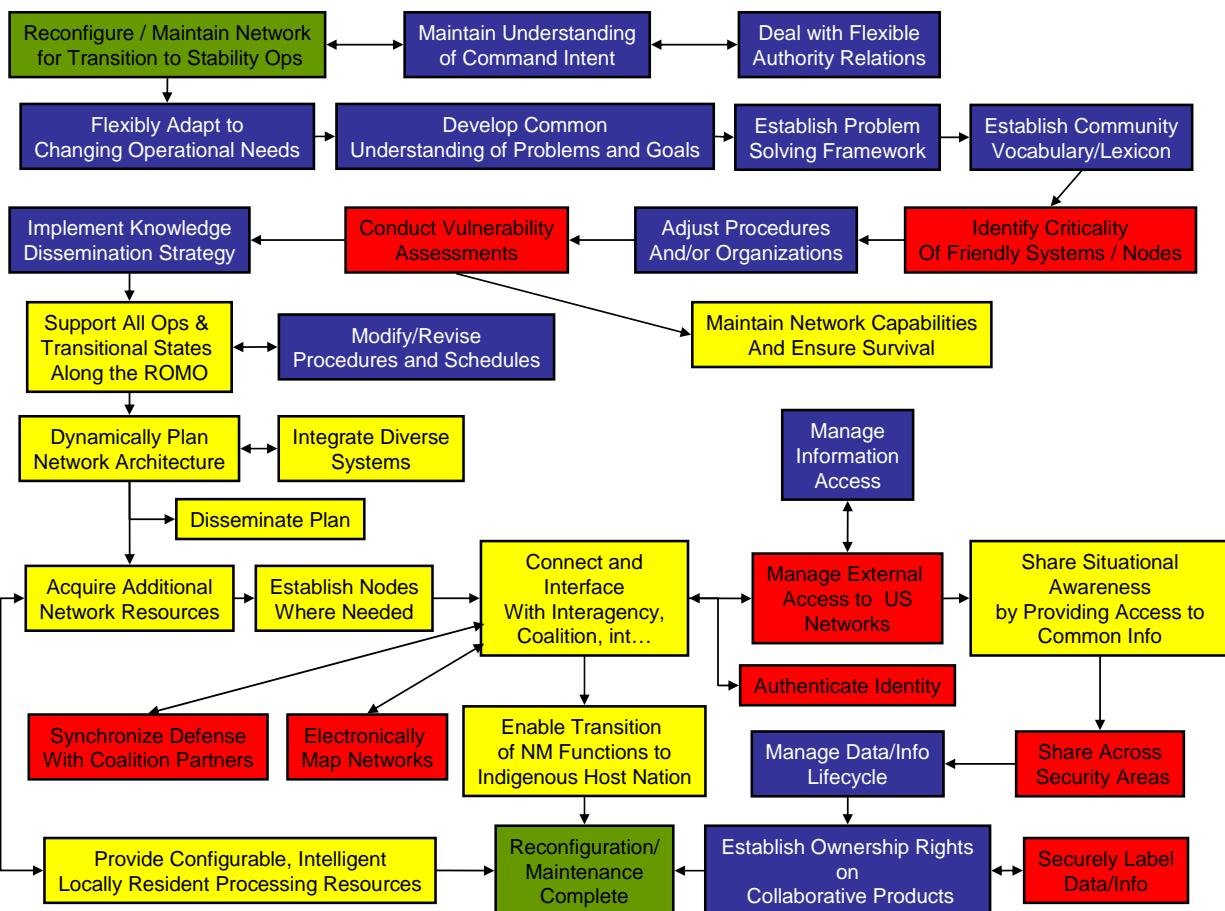 Reconfigure / Maintain Network
for Transition to Stability Ops
Maintain Understanding
of Command Intent
Deal with Flexible
Authority Relations
Flexibly Adapt to
Changing Operational Needs
Develop Common
Understanding of Problems and Goals
Establish Problem
Solving Framework
Establish Community
Vocabulary/Lexicon
Implement Knowledge
Dissemination Strategy
Conduct Vulnerability
Assessments
Adjust Procedures
And/or Organizations
Identify Criticality
Of Friendly Systems / Nodes
Support All Ops &
Transitional States
Along the ROMO
Modify/Revise
Procedures and Schedules
Maintain Network Capabilities
And Ensure Survival
Dynamically Plan
Network Architecture
Integrate Diverse
Systems
Manage
Information
Access
Disseminate Plan
Acquire Additional
Network Resources
Establish Nodes
Where Needed
Connect and
Interface
With Interagency,
Coalition, int…
Manage External
Access to US
Networks
Share Situational
Awareness
by Providing Access to
Common Info
Authenticate Identity
Synchronize Defense
With Coalition Partners
Electronically
Map Networks
Enable Transition
of NM Functions to
Indigenous Host Nation
Manage Data/Info
Lifecycle
Share Across
Security Areas
Provide Configurable, Intelligent
Locally Resident Processing Resources
Reconfiguration/
Maintenance
Complete
Establish Ownership Rights
on
Collaborative Products
Securely Label
Data/Info